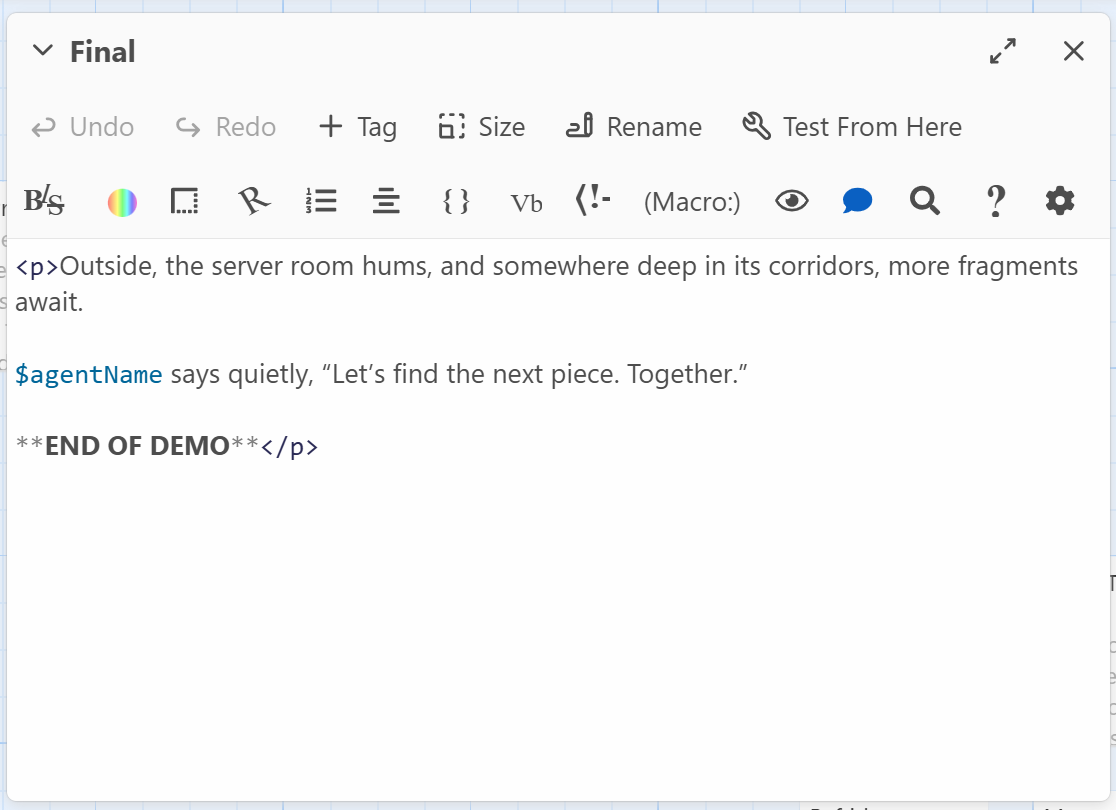 Final
Undo
Redo
Tag
Size
Rename
Test From Here
B/S
{ }
Vb
(!-
(Macro:)
?
<p>Outside, the server room hums, and somewhere deep in its corridors, more fragments
await.
$agentName says quietly, “Let’s find the next piece. Together.”
**END OF DEMO**</p>